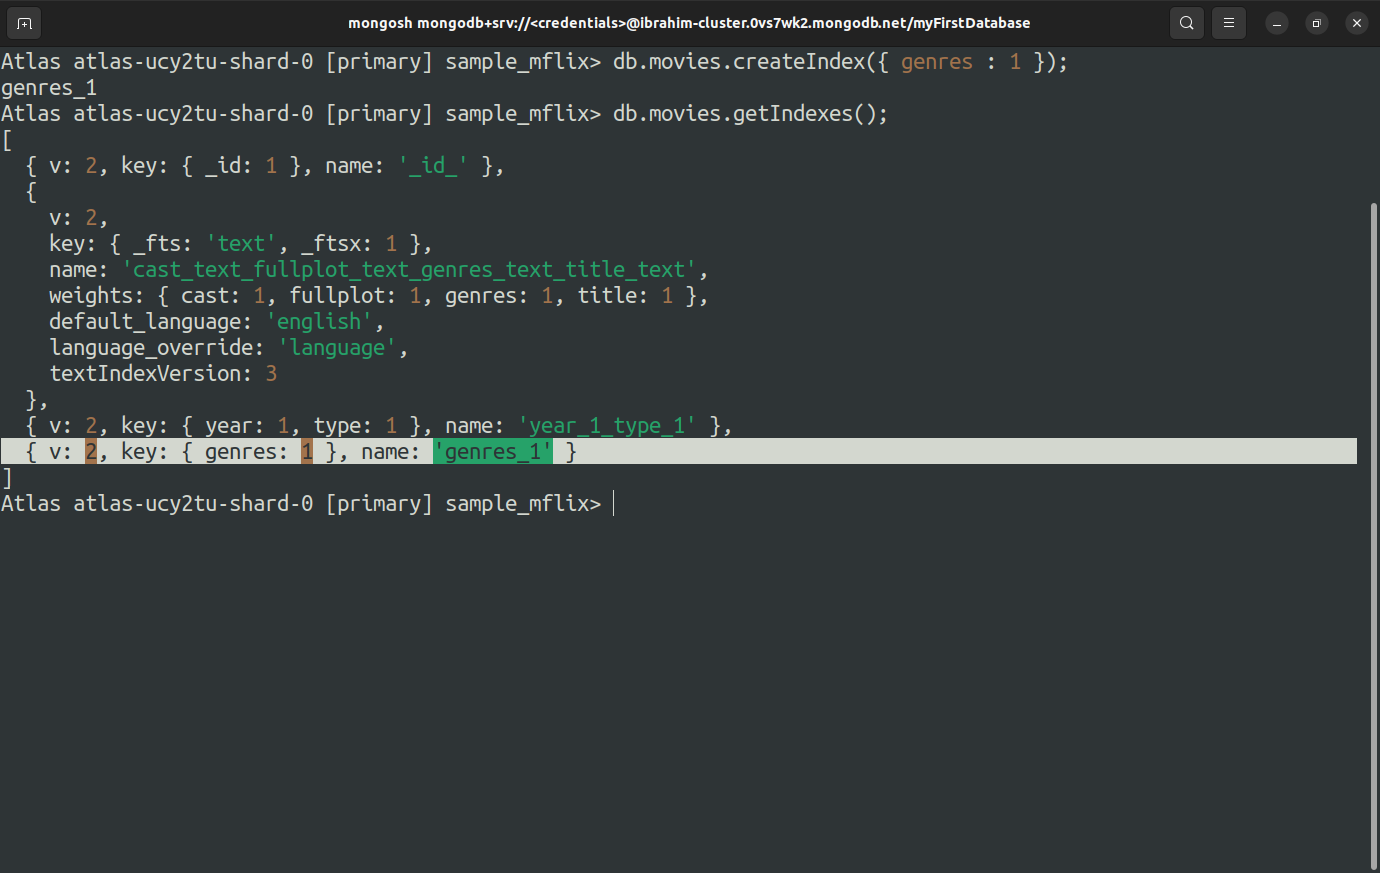 mongosh mongodb+srv://<credentials>@ibrahim-cluster.0vs7wk2.mongodb.net/myFirstDatabase
Atlas atlas-ucy2tu-shard-0 [primary] sample_mflix> db.movies.createIndex({ genres : 1 });
genres_1
Atlas atlas-ucy2tu-shard-0 [primary] sample_mflix> db.movies.getIndexes();
[
  { v: 2, key: { _id: 1 }, name: '_id_' },
  {
    v: 2,
    key: { _fts: 'text', _ftsx: 1 },
    name: 'cast_text_fullplot_text_genres_text_title_text',
    weights: { cast: 1, fullplot: 1, genres: 1, title: 1 },
    default_language: 'english',
    language_override: 'language',
    textIndexVersion: 3
  },
  { v: 2, key: { year: 1, type: 1 }, name: 'year_1_type_1' },
  { v: 2, key: { genres: 1 }, name: 'genres_1' }
]
Atlas atlas-ucy2tu-shard-0 [primary] sample_mflix>